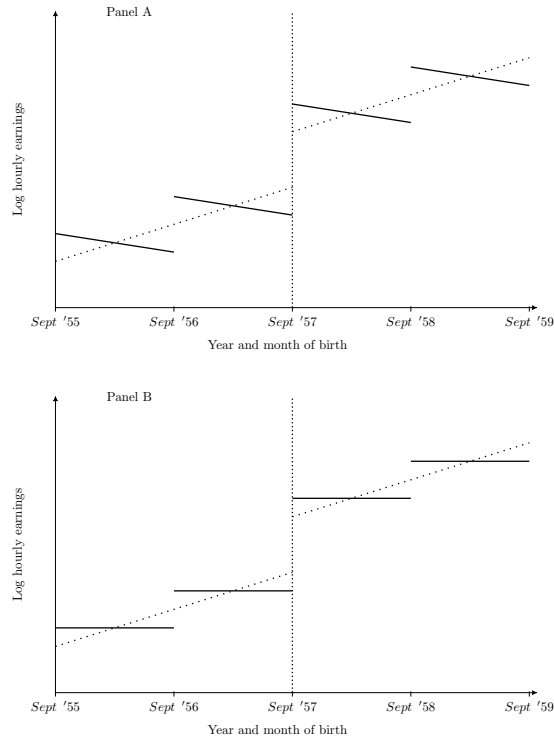 Panel A
Log hourly earnings
Sept '55 Sept '56 Sept '57 Sept '58 Sept '59
Year and month of birth
Panel B
Log hourly earnings
Sept '55 Sept '56 Sept '57 Sept '58 Sept '59
Year and month of birth